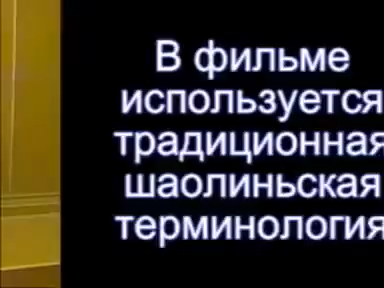 В фильме
используется
традиционная
шаолиньская
терминология